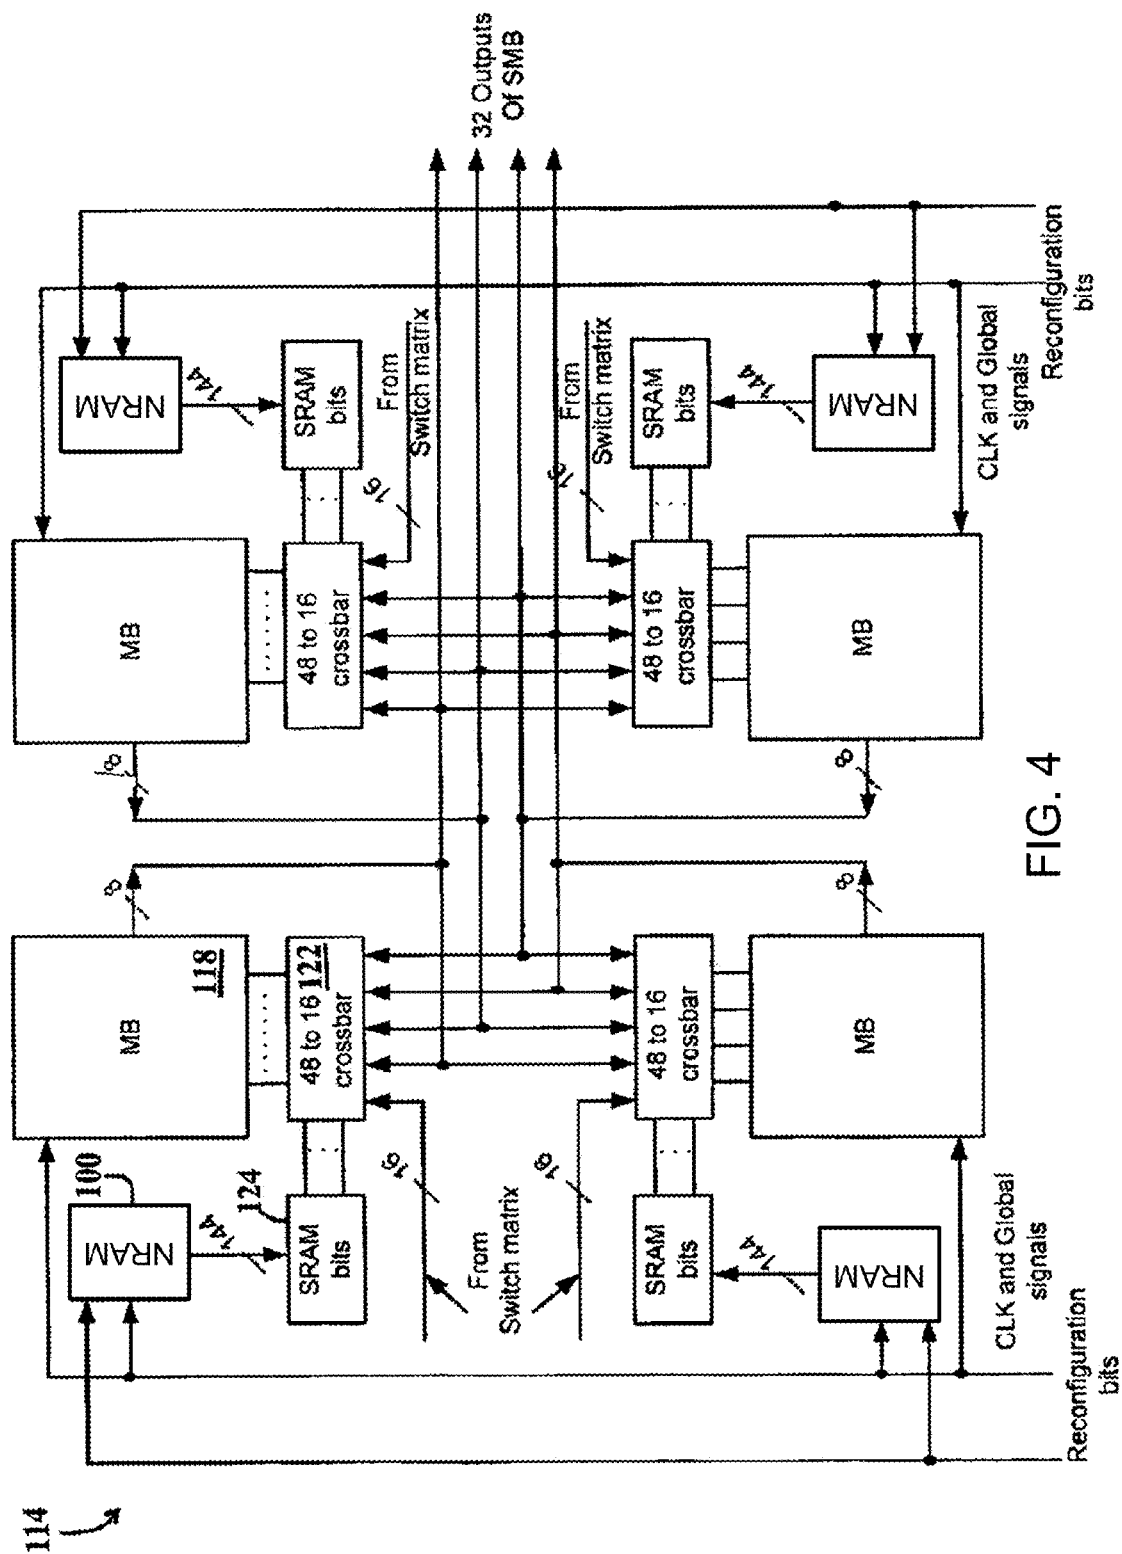 114
MB
118
8
8
MB
NRAM
100
144
124
SRAM
bits
48 to 16
122
crossbar
48 to 16
crossbar
SRAM
bits
NRAM
144
16
From
Switch matrix
16
From
Switch matrix
32 Outputs
Of SMB
16
16
From
Switch matrix
SRAM
bits
48 to 16
crossbar
48 to 16
crossbar
SRAM
bits
144
NRAM
MB
8
8
MB
144
NRAM
CLK and Global
signals
Reconfiguration
bits
CLK and Global
signals
Reconfiguration
bits
FIG. 4